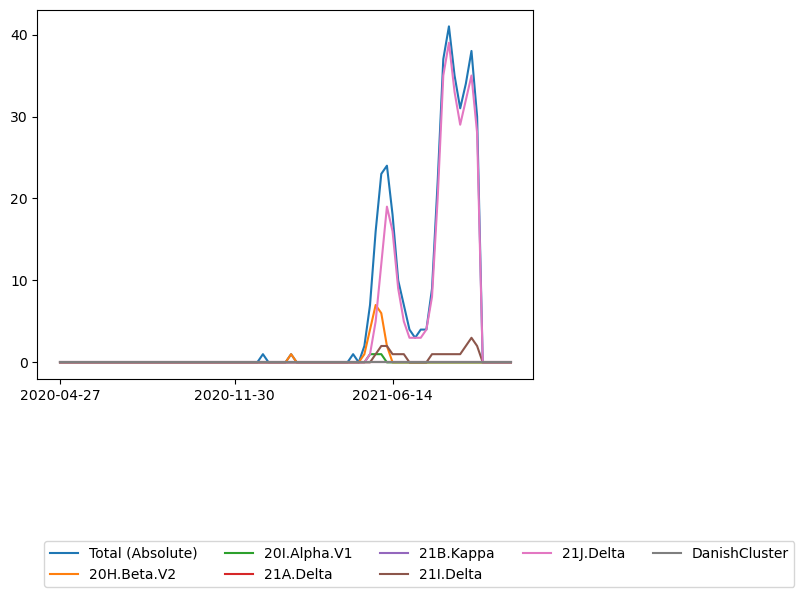 40
30
20
10
0
2020-04-27 2020-11-30 2021-06-14
Total (Absolute) 20I.Alpha.V1 21B.Kappa 21J.Delta DanishCluster
20H.Beta.V2 21A.Delta 21I.Delta